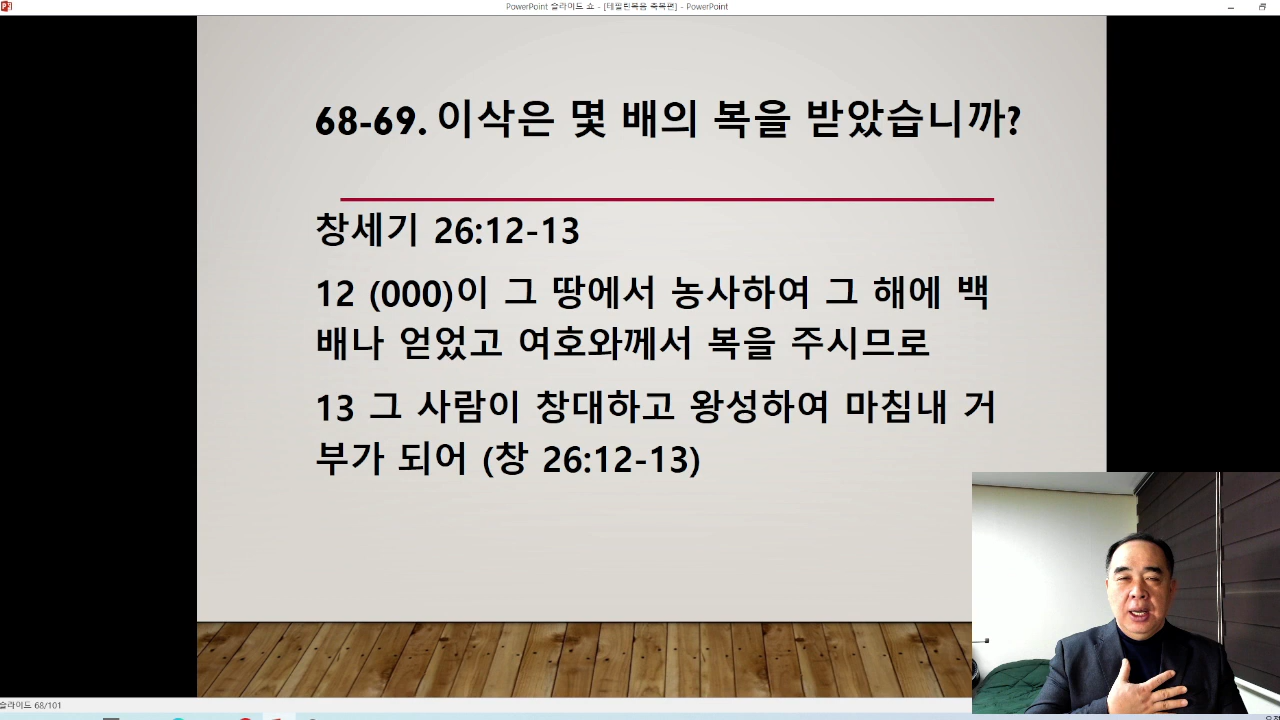 PowerPoint 슬라이드 쇼 - [테필린복음 축복편] - PowerPoint
68-69. 이삭은 몇 배의 복을 받았습니까?
창세기 26:12-13
12 (000)이 그 땅에서 농사하여 그 해에 백
배나 얻었고 여호와께서 복을 주시므로
13 그 사람이 창대하고 왕성하여 마침내 거
부가 되어 (창 26:12-13)
슬라이드 68/101